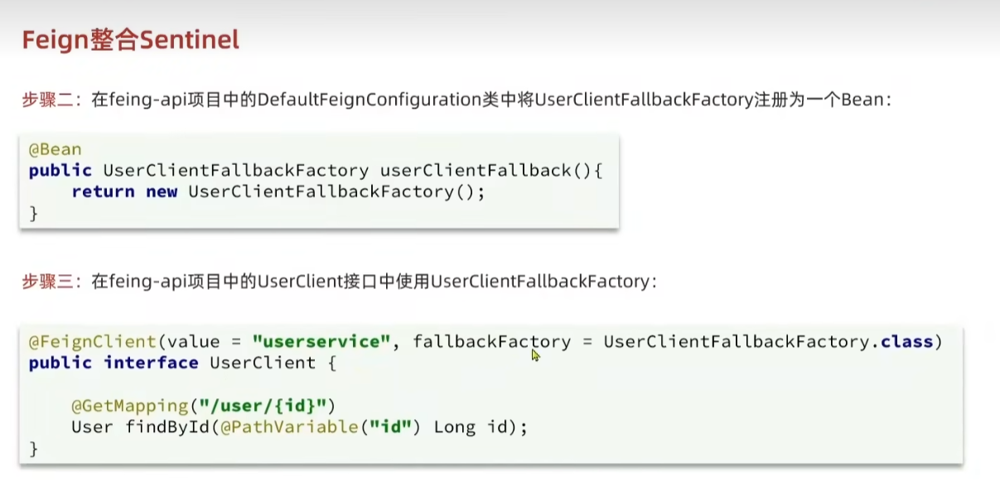 Feign整合Sentinel
步骤二：在feing-api项目中的DefaultFeignConfiguration类中将UserClientFallbackFactory注册为一个Bean：
@Bean
public UserClientFallbackFactory userClientFallback(){
    return new UserClientFallbackFactory();
}
步骤三：在feing-api项目中的UserClient接口中使用UserClientFallbackFactory：
@FeignClient(value = "userservice", fallbackFactory = UserClientFallbackFactory.class)
public interface UserClient {
    @GetMapping("/user/{id}")
    User findById(@PathVariable("id") Long id);
}